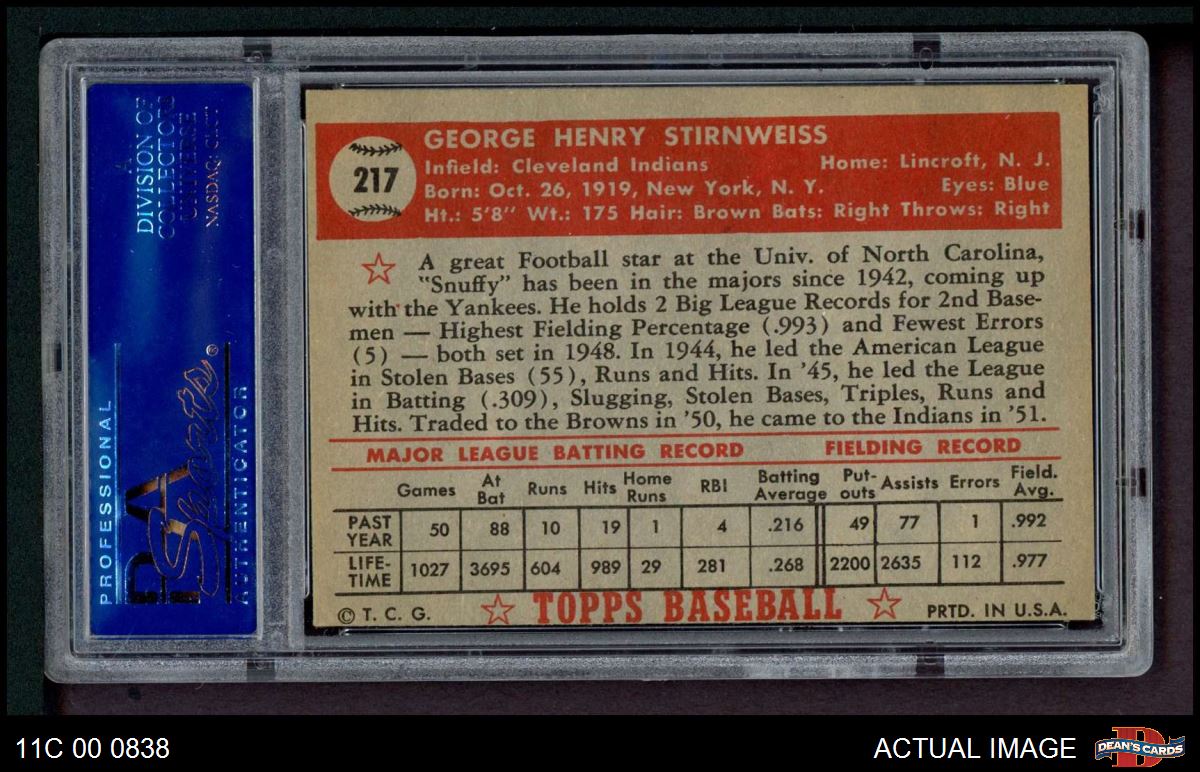 A
DIVISION OF
COLLECTORS
UNIVERSE
NASDAQ: CLCT
PROFESSIONAL
PSA
Sports®
AUTHENTICATOR
217
GEORGE HENRY STIRNWEISS
Infield: Cleveland Indians Home: Lincroft, N. J.
Born: Oct. 26, 1919, New York, N. Y. Eyes: Blue
Ht.: 5'8" Wt.: 175 Hair: Brown Bats: Right Throws: Right
A great Football star at the Univ. of North Carolina,
"Snuffy" has been in the majors since 1942, coming up
with the Yankees. He holds 2 Big League Records for 2nd Base-
men — Highest Fielding Percentage (.993) and Fewest Errors
(5) — both set in 1948. In 1944, he led the American League
in Stolen Bases (55), Runs and Hits. In '45, he led the League
in Batting (.309), Slugging, Stolen Bases, Triples, Runs and
Hits. Traded to the Browns in '50, he came to the Indians in '51.
MAJOR LEAGUE BATTING RECORD FIELDING RECORD
Games At Bat Runs Hits Home Runs RBI Batting Average Put-outs Assists Errors Field. Avg.
PAST YEAR 50 88 10 19 1 4 .216 49 77 1 .992
LIFE-TIME 1027 3695 604 989 29 281 .268 2200 2635 112 .977
© T. C. G. TOPPS BASEBALL PRTD. IN U.S.A.
11C 00 0838 ACTUAL IMAGE
D
DEAN'S CARDS